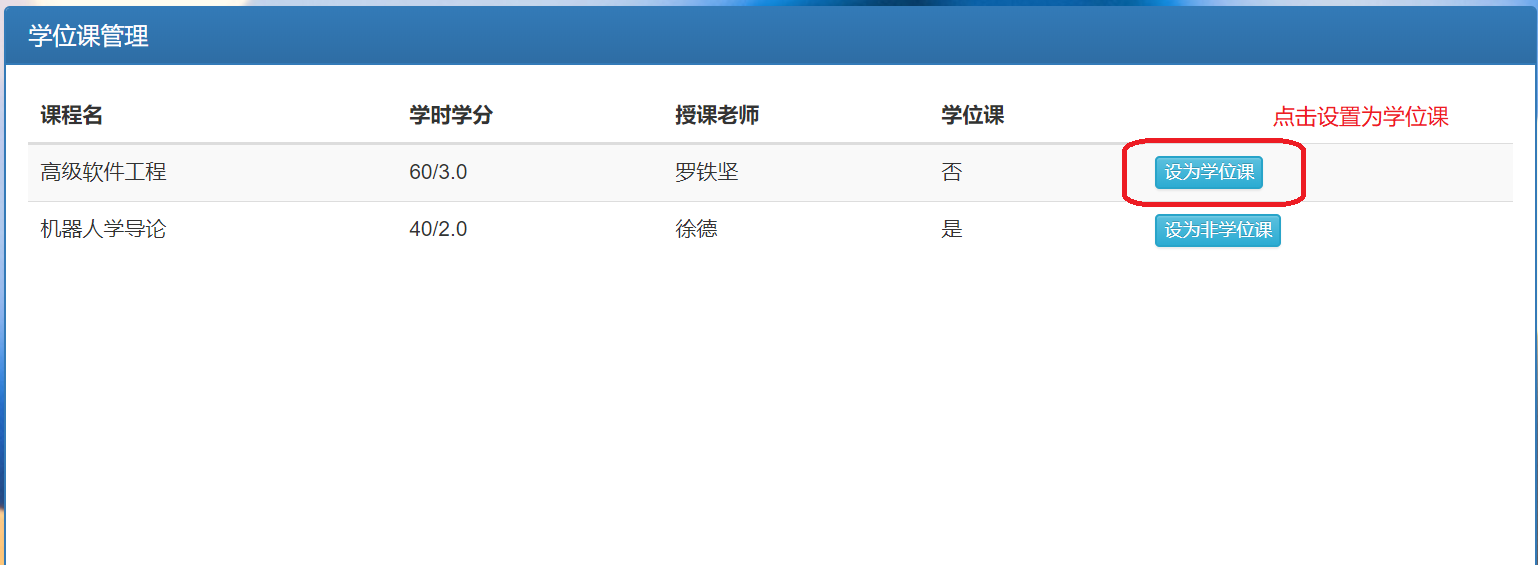 学位课管理
课程名 学时学分 授课老师 学位课 点击设置为学位课
高级软件工程 60/3.0 罗铁坚 否 设为学位课
机器人学导论 40/2.0 徐德 是 设为非学位课